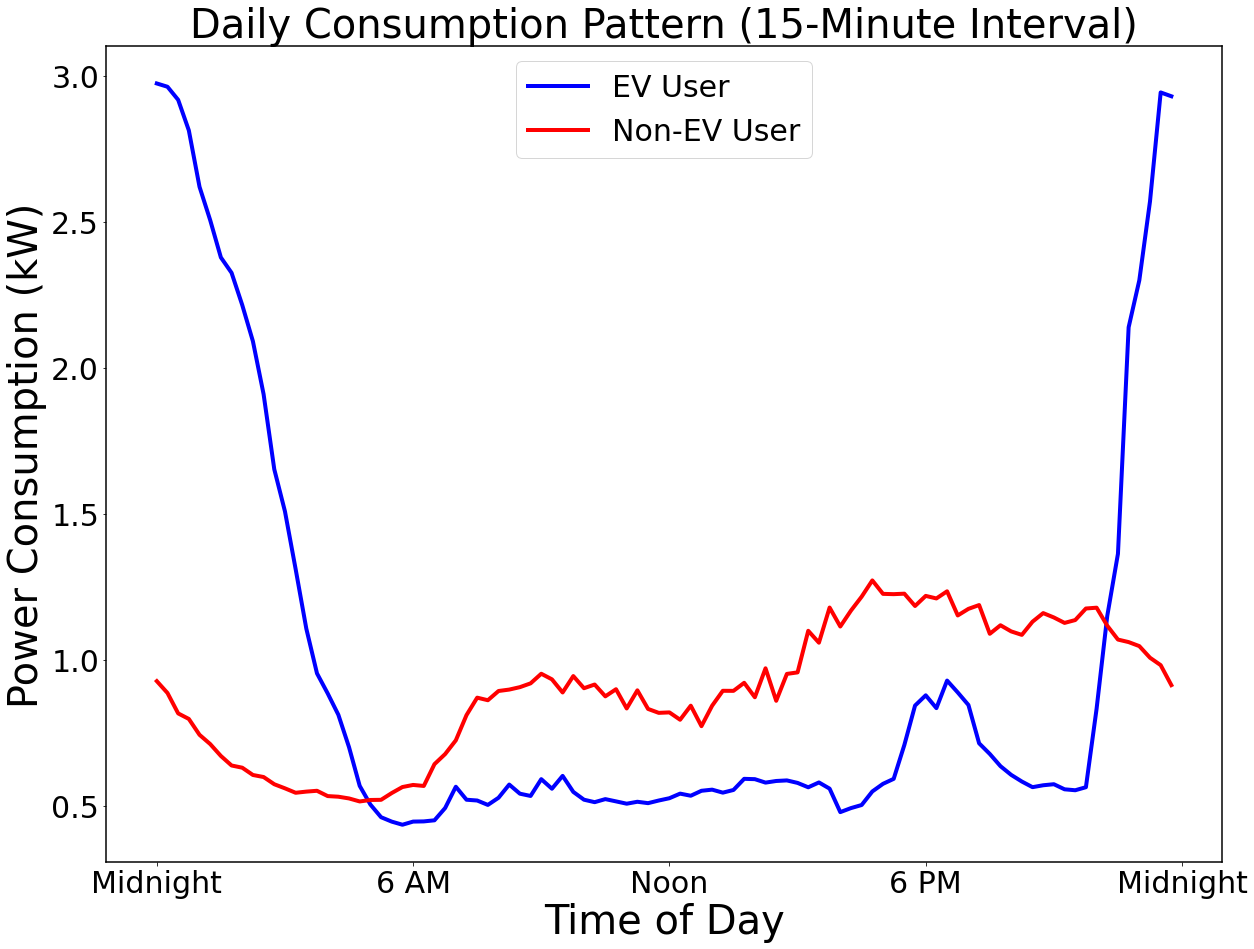 Daily Consumption Pattern (15-Minute Interval)
EV User
Non-EV User
Power Consumption (kW)
3.0
2.5
2.0
1.5
1.0
0.5
Midnight 6 AM Noon 6 PM Midnight
Time of Day